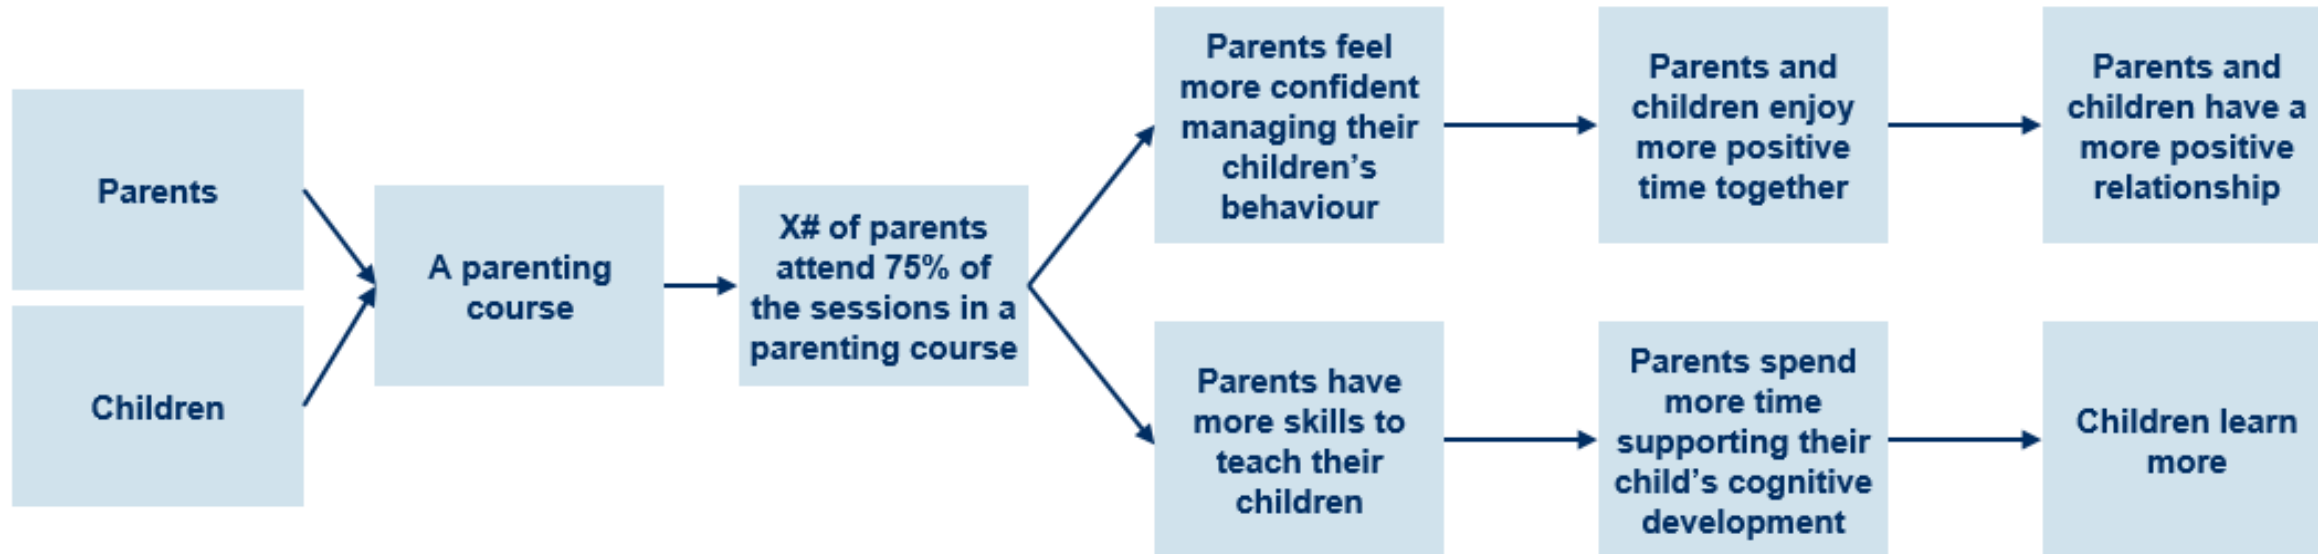 Parents
Children
A parenting
course
X# of parents
attend 75% of
the sessions in a
parenting course
Parents feel
more confident
managing their
children’s
behaviour
Parents and
children enjoy
more positive
time together
Parents and
children have a
more positive
relationship
Parents have
more skills to
teach their
children
Parents spend
more time
supporting their
child’s cognitive
development
Children learn
more